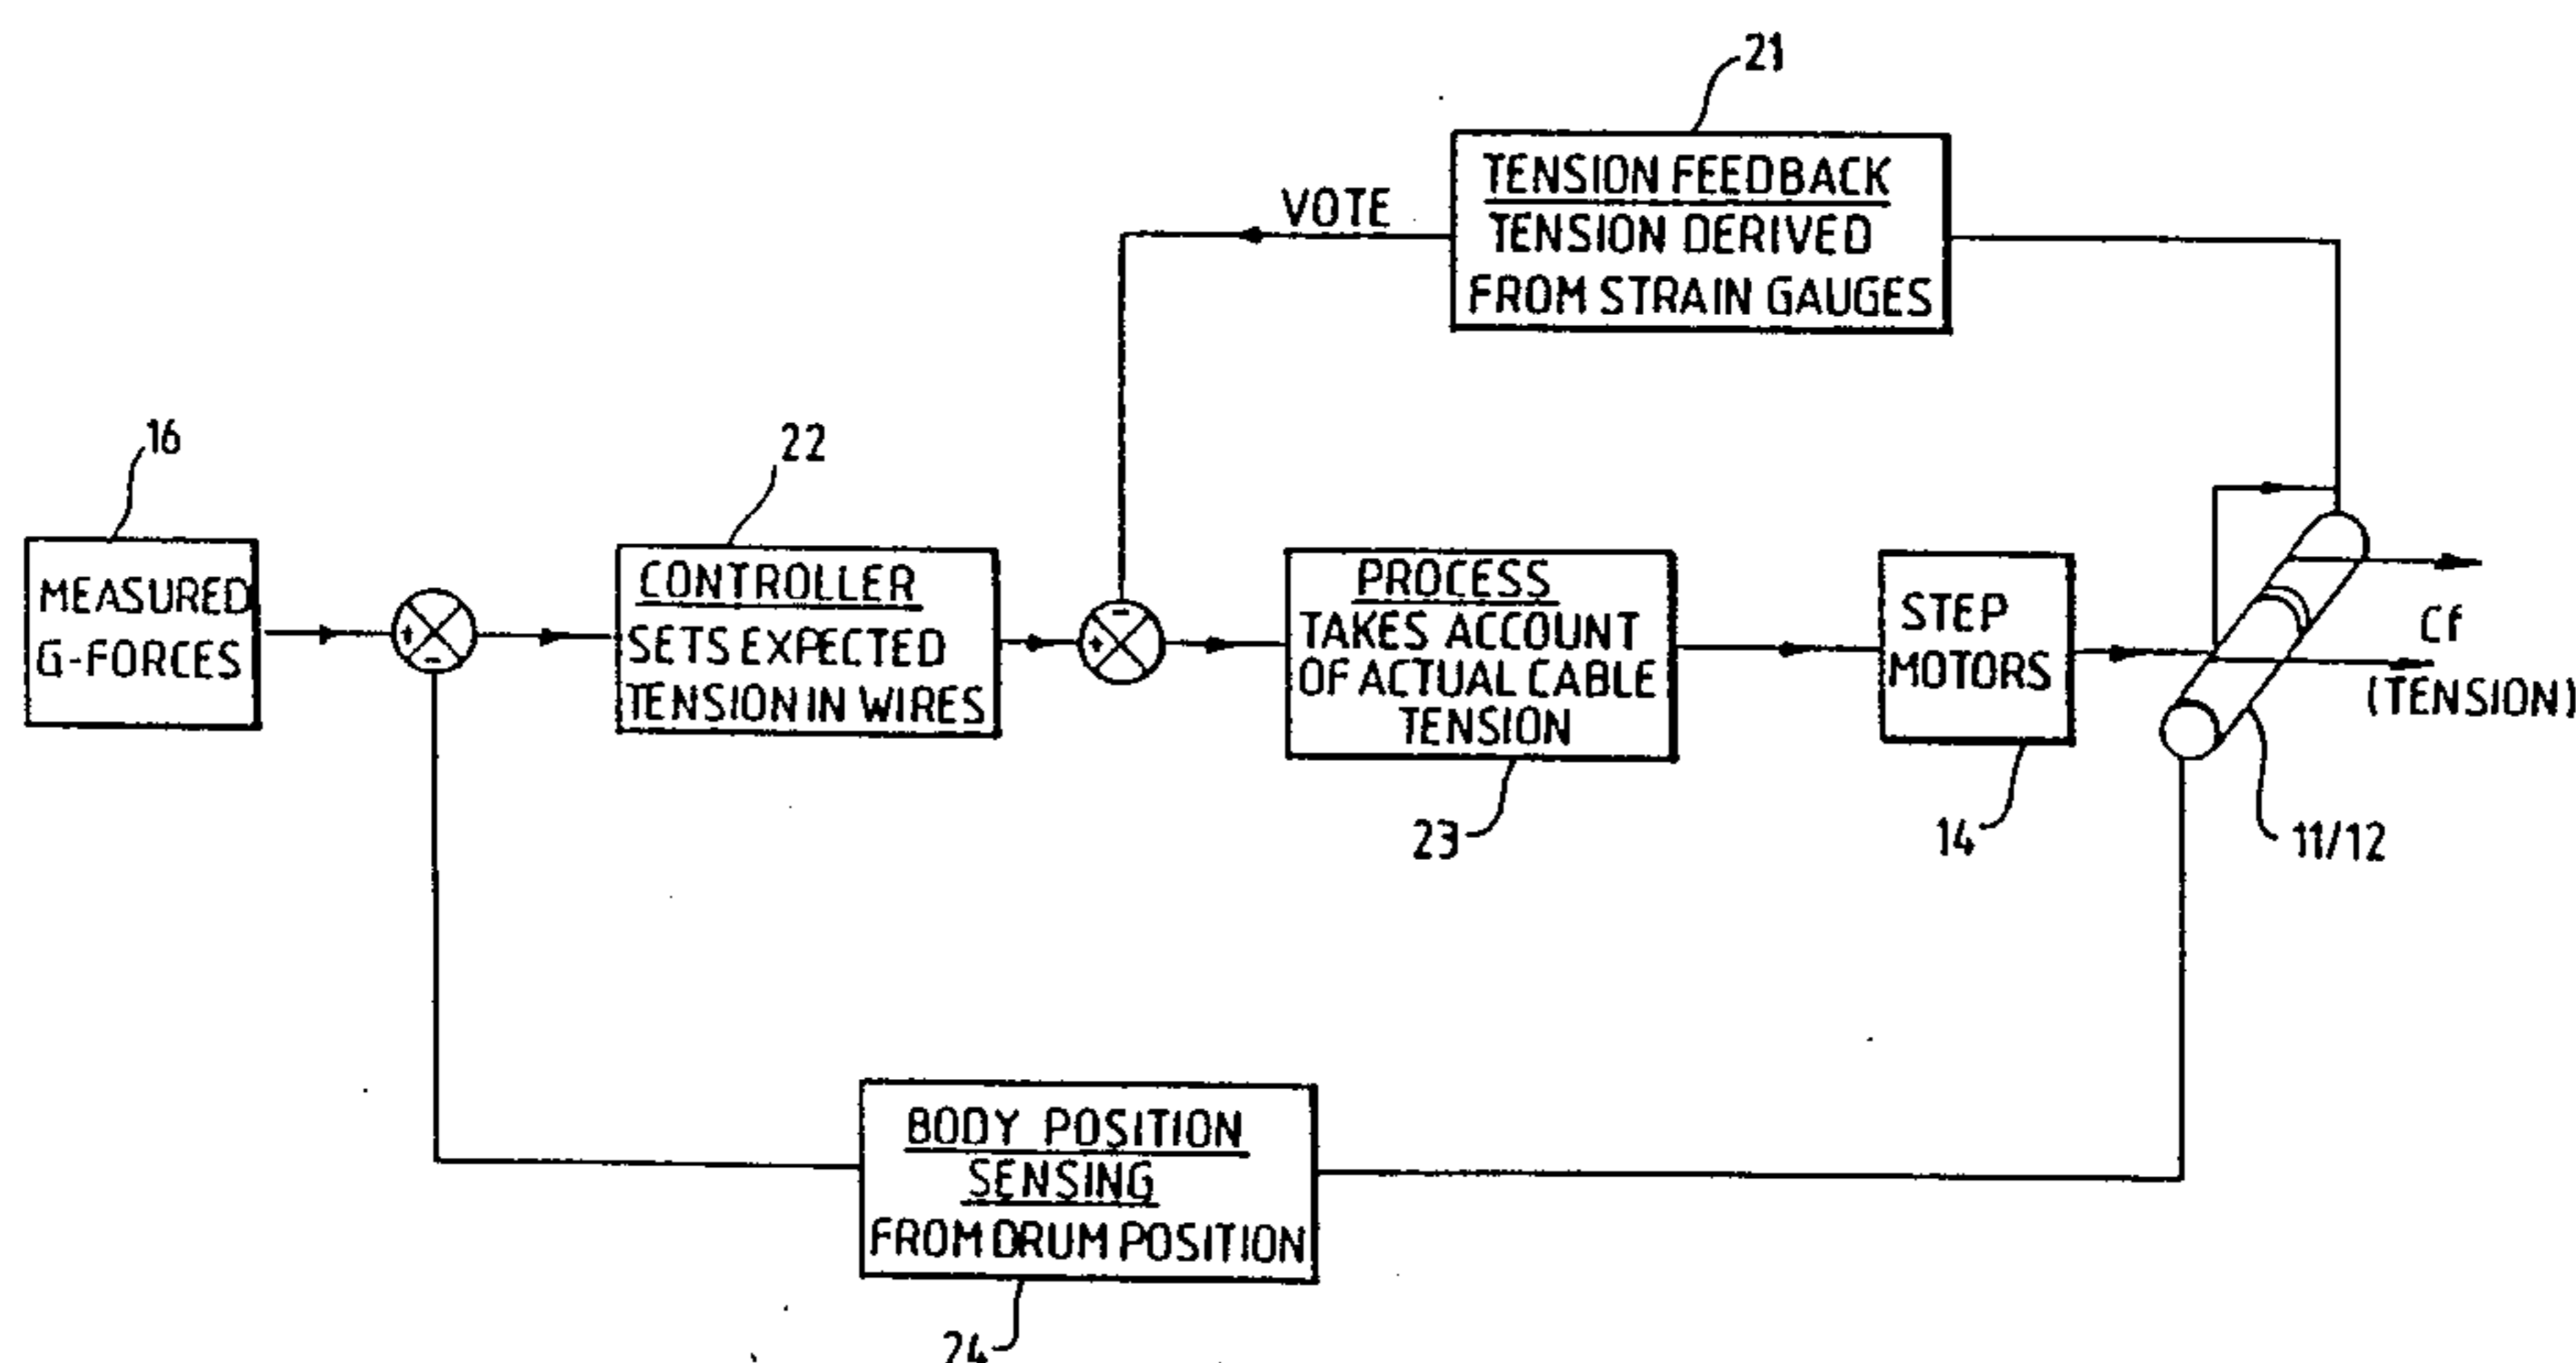 21
TENSION FEEDBACK
TENSION DERIVED
FROM STRAIN GAUGES
VOTE
16
MEASURED
G-FORCES
+
-
22
CONTROLLER
SETS EXPECTED
TENSION IN WIRES
-
+
PROCESS
TAKES ACCOUNT
OF ACTUAL CABLE
TENSION
23
STEP
MOTORS
14
Cf
(TENSION)
11/12
BODY POSITION
SENSING
FROM DRUM POSITION
24